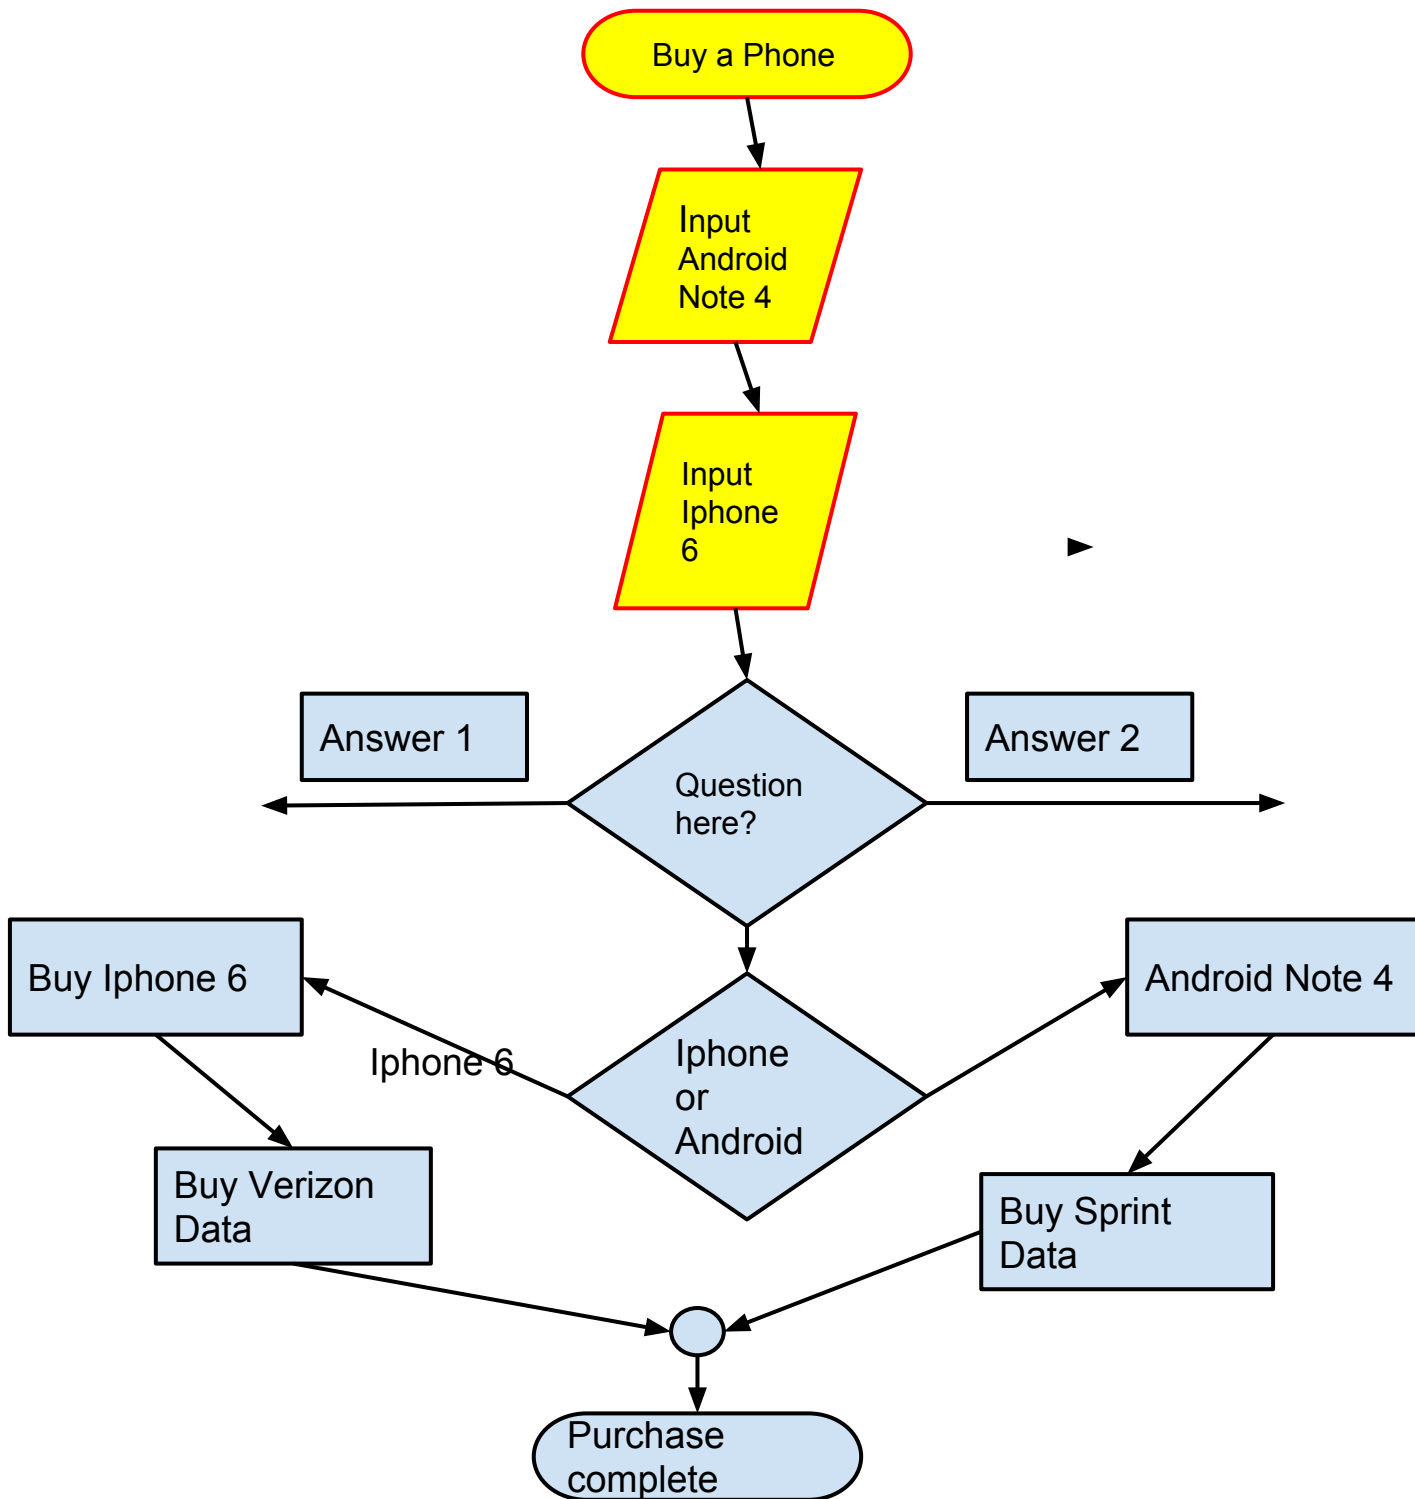 Buy a Phone
Input
Android
Note 4
Input
Iphone
6
Answer 1
Answer 2
Question
here?
Buy Iphone 6
Android Note 4
Iphone 6
Iphone
or
Android
Buy Verizon
Data
Buy Sprint
Data
Purchase
complete